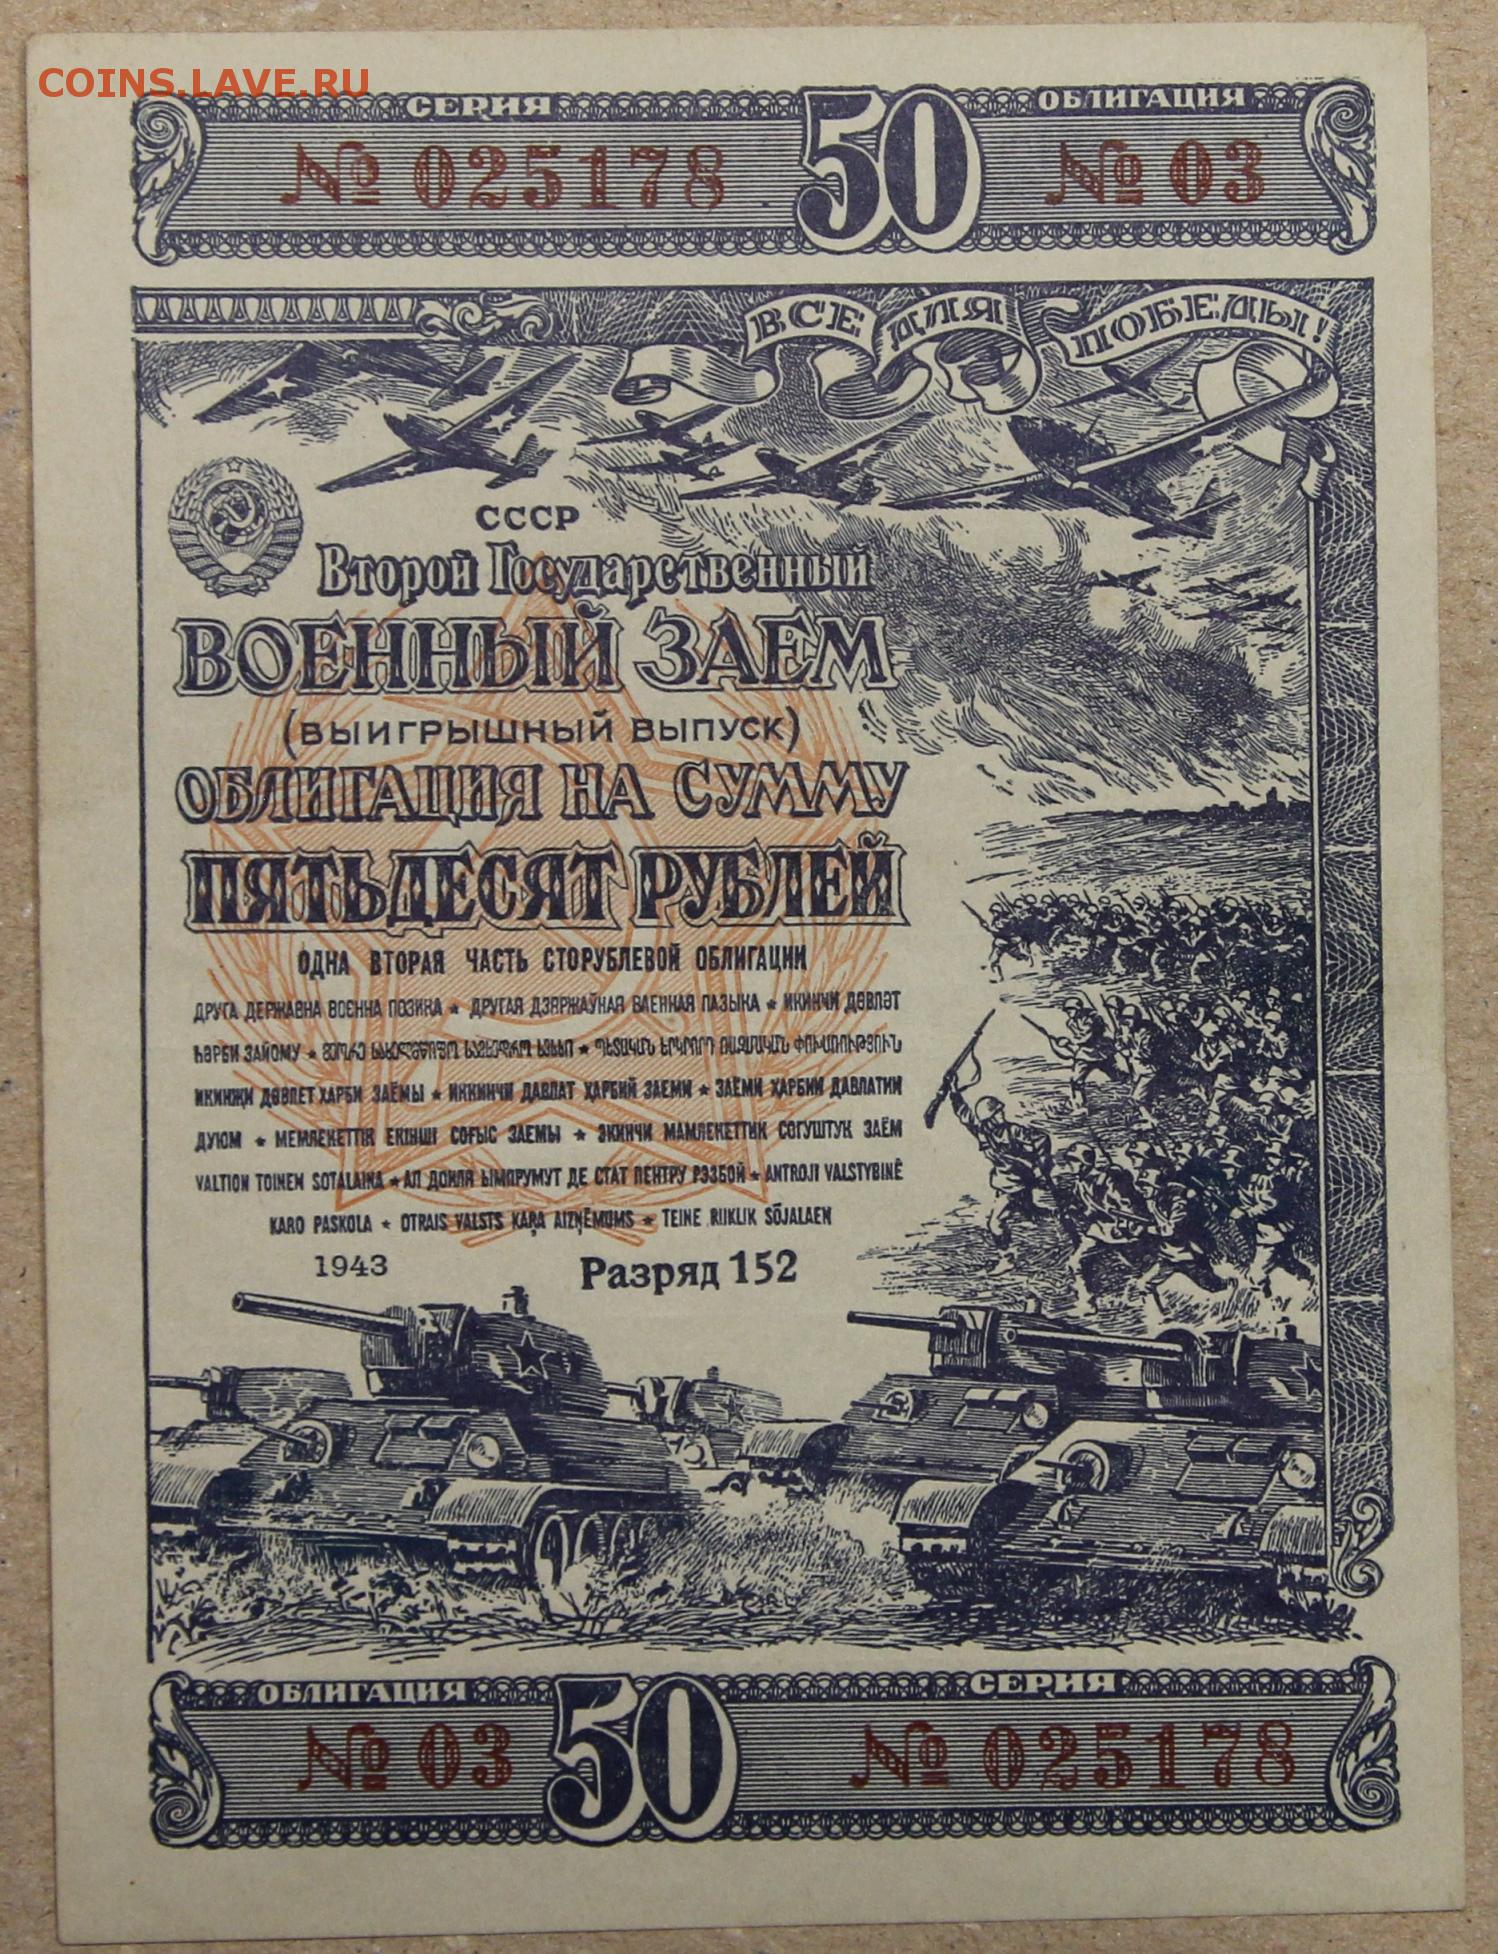 COINS.LAVE.RU
СЕРИЯ 50 ОБЛИГАЦИЯ
№ 025178 № 03
ВСЕ ДЛЯ ПОБЕДЫ!
СССР
Второй Государственный
ВОЕННЫЙ ЗАЕМ
(ВЫИГРЫШНЫЙ ВЫПУСК)
ОБЛИГАЦИЯ НА СУММУ
ПЯТЬДЕСЯТ РУБЛЕЙ
ОДНА ВТОРАЯ ЧАСТЬ СТОРУБЛЕВОЙ ОБЛИГАЦИИ
ДРУГА ДЕРЖАВНА ВОЄННА ПОЗИКА ★ ДРУГАЯ ДЗЯРЖАЎНАЯ ВАЕННАЯ ПАЗЫКА ★ ИКИНЧИ ДӨВЛӘТ
ҺӘРБИ ЗАЙОМУ ★ ★
ИКИНҖИ ДӨВЛЕТ ХАРБИ ЗАЁМЫ ★ ИККИНЧИ ДАВЛАТ ҲАРБИЙ ЗАЕМИ ★ ЗАЁМИ ҲАРБИИ ДАВЛАТИИ
ДУЮМ ★ МЕМЛЕКЕТТІК ЕКІНШІ СОҒЫС ЗАЕМЫ ★ ЭКИНЧИ МАМЛЕКЕТТИК СОГУШТУК ЗАЁМ
VALTION TOINEN SOTALAINA ★ АЛ ДОИЛЯ ЫМПРУМУТ ДЕ СТАТ ПЕНТРУ РЭЗБОЙ ★ ANTROJI VALSTYBINĖ
KARO PASKOLA ★ OTRAIS VALSTS KAŖA AIZŅĒMUMS ★ TEINE RIIKLIK SÕJALAEN
1943 Разряд 152
ОБЛИГАЦИЯ 50 СЕРИЯ
№ 03 № 025178